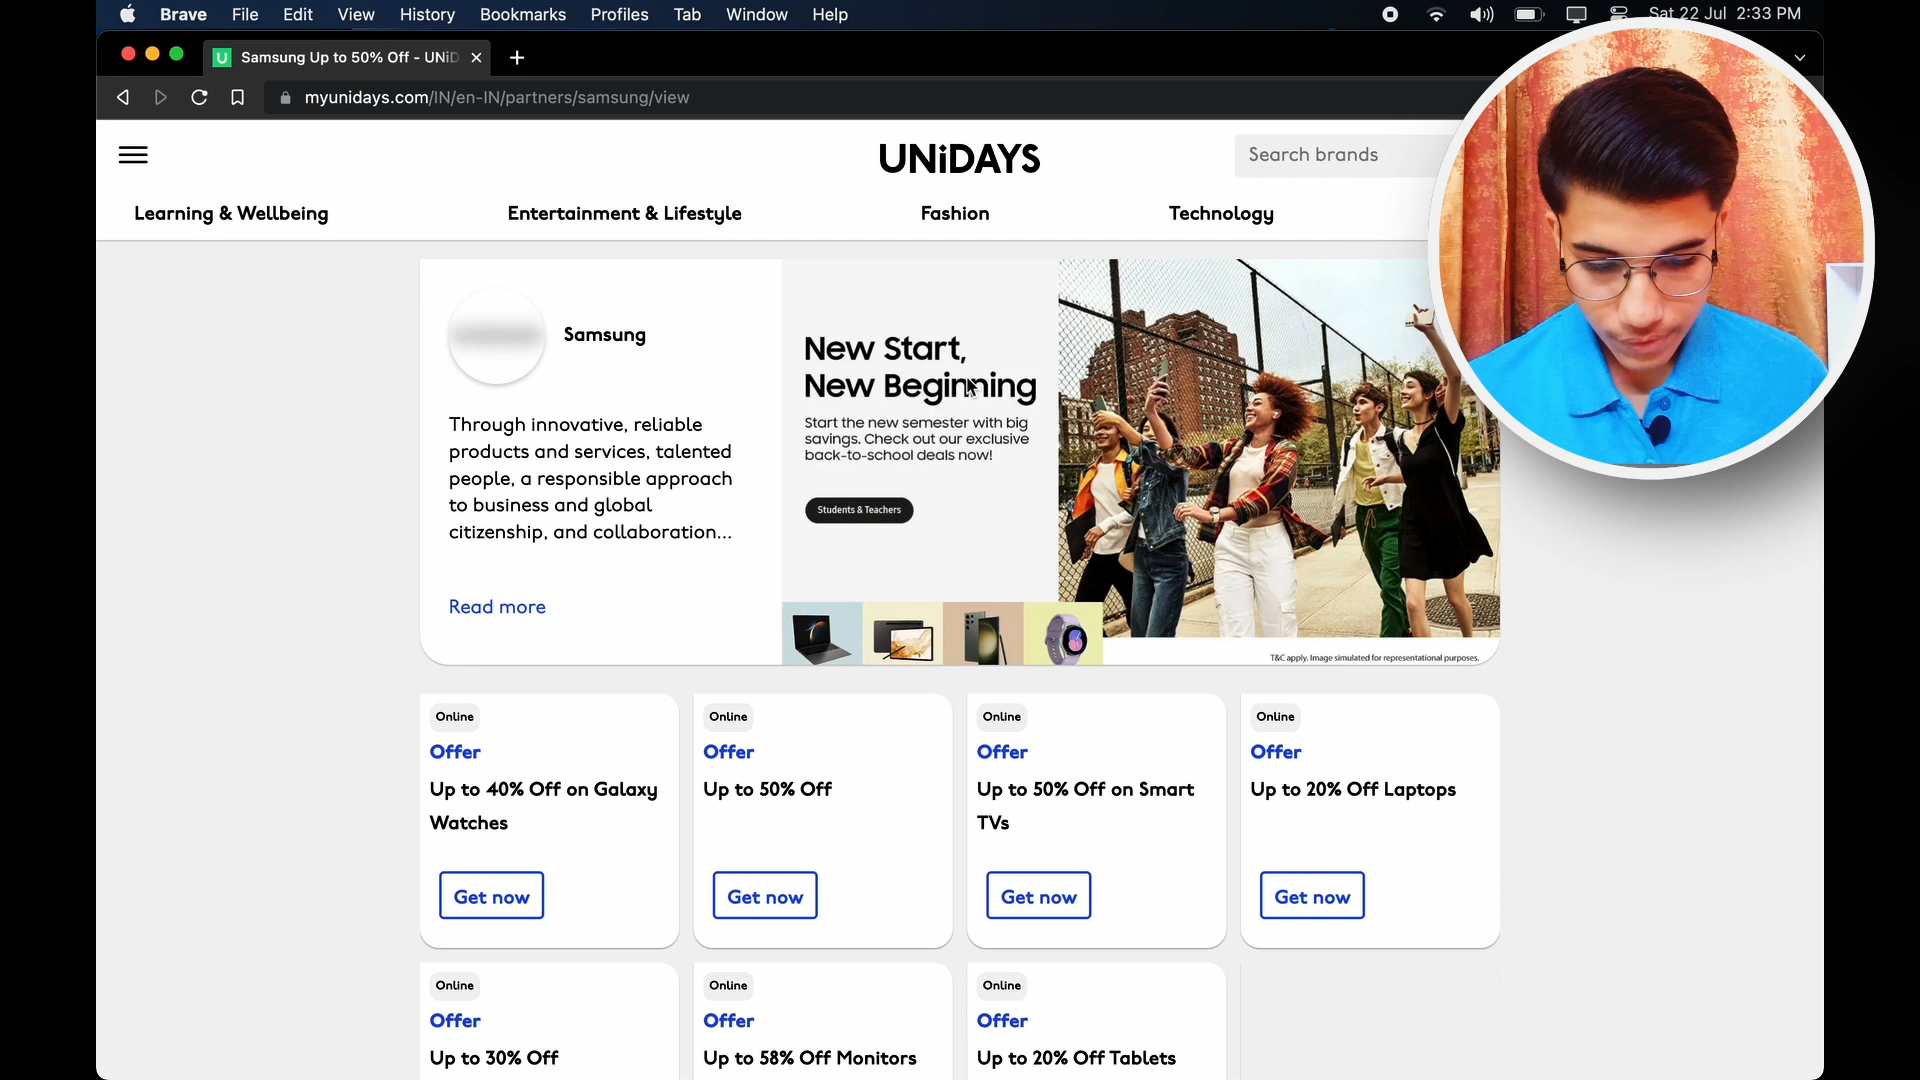 Brave File Edit View History Bookmarks Profiles Tab Window Help Sat 22 Jul 2:33 PM
U Samsung Up to 50% Off - UNiD
myunidays.com/IN/en-IN/partners/samsung/view
UNiDAYS
Search brands
Learning & Wellbeing Entertainment & Lifestyle Fashion Technology
Samsung
Through innovative, reliable
products and services, talented
people, a responsible approach
to business and global
citizenship, and collaboration...
Read more
New Start,
New Beginning
Start the new semester with big
savings. Check out our exclusive
back-to-school deals now!
Students & Teachers
T&C apply. Image simulated for representational purposes.
Online
Offer
Up to 40% Off on Galaxy
Watches
Get now
Online
Offer
Up to 50% Off
Get now
Online
Offer
Up to 50% Off on Smart
TVs
Get now
Online
Offer
Up to 20% Off Laptops
Get now
Online
Offer
Up to 30% Off
Online
Offer
Up to 58% Off Monitors
Online
Offer
Up to 20% Off Tablets